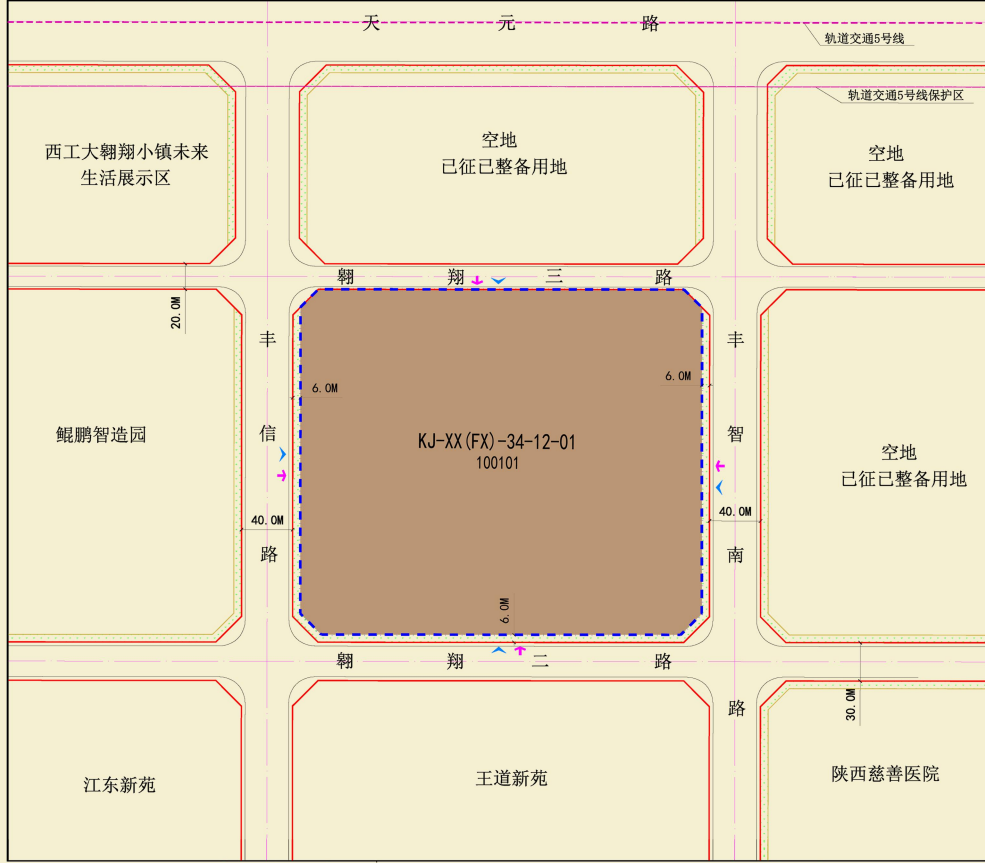 天元路
轨道交通5号线
轨道交通5号线保护区
西工大翱翔小镇未来
生活展示区
空地
已征已整备用地
空地
已征已整备用地
翱翔三路
20.0M
丰信路
丰智南路
6.0M
6.0M
鲲鹏智造园
KJ-XX(FX)-34-12-01
100101
空地
已征已整备用地
40.0M
40.0M
6.0M
翱翔二路
30.0M
江东新苑
王道新苑
陕西慈善医院